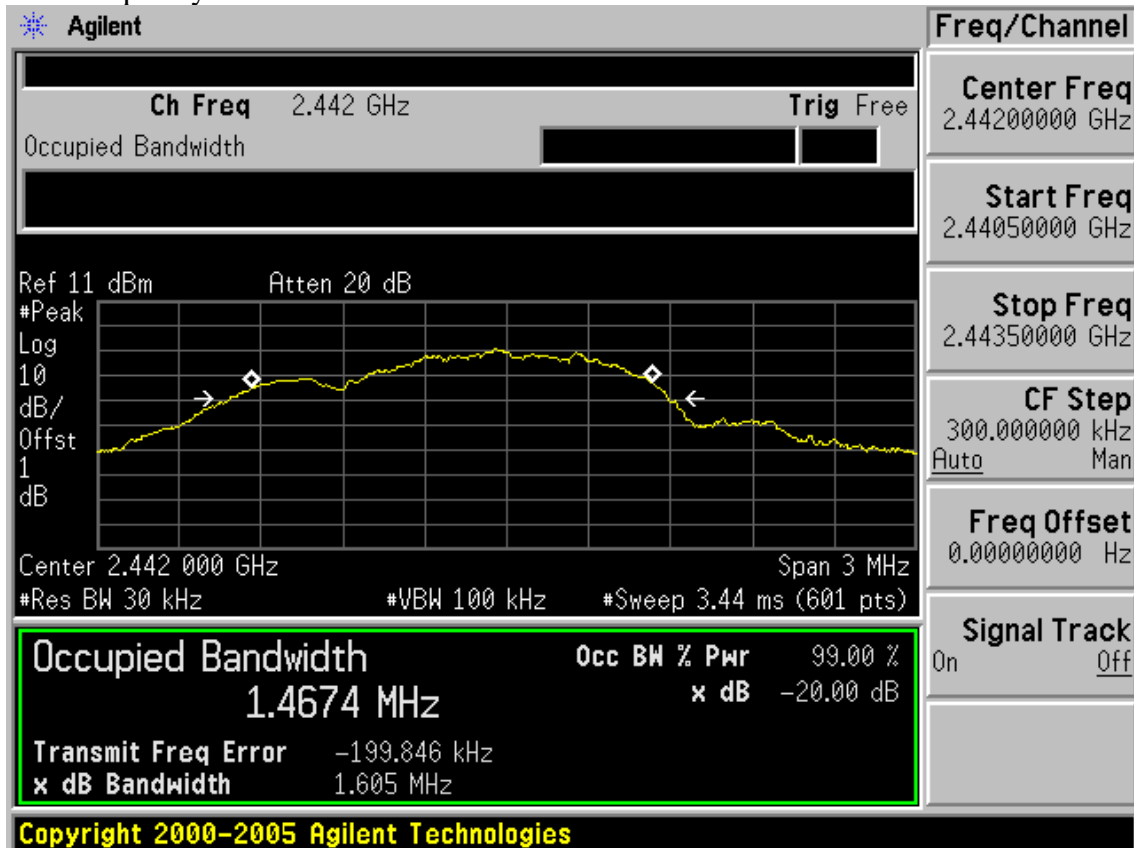 Agilent
Freq/Channel
Ch Freq 2.442 GHz Trig Free
Occupied Bandwidth
Center Freq
2.44200000 GHz
Start Freq
2.44050000 GHz
Stop Freq
2.44350000 GHz
CF Step
300.000000 kHz
Auto Man
Freq Offset
0.00000000 Hz
Signal Track
On Off
Ref 11 dBm Atten 20 dB
#Peak
Log
10
dB/
Offst
1
dB
Center 2.442 000 GHz Span 3 MHz
#Res BW 30 kHz #VBW 100 kHz #Sweep 3.44 ms (601 pts)
Occupied Bandwidth Occ BW % Pwr 99.00 %
1.4674 MHz x dB -20.00 dB
Transmit Freq Error -199.846 kHz
x dB Bandwidth 1.605 MHz
Copyright 2000-2005 Agilent Technologies